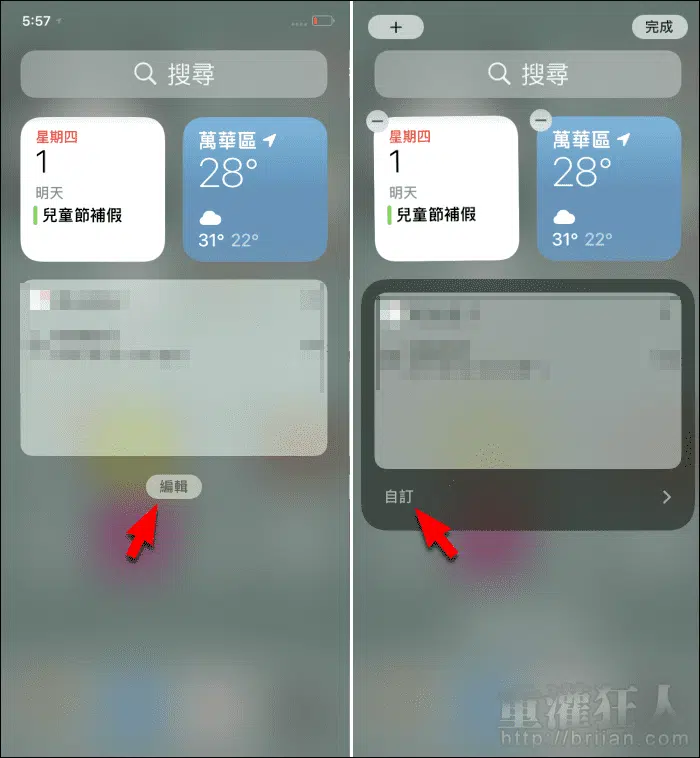 5:57
搜尋
星期四
1
明天
兒童節補假
萬華區
28°
31° 22°
編輯
+
完成
搜尋
星期四
1
明天
兒童節補假
萬華區
28°
31° 22°
自訂
重灌狂人
http://briian.com